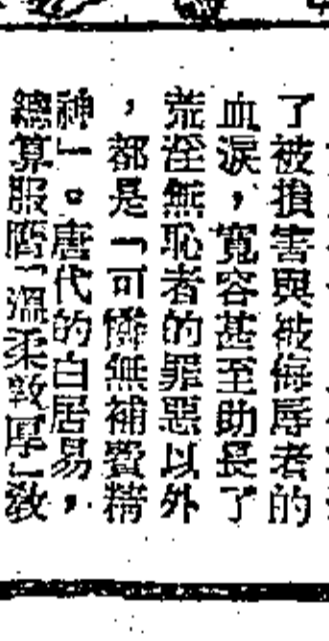 了被損害與被侮辱者的
血淚，寬容甚至助長了
荒淫無恥者的罪惡以外
，都是「可憐無補費精
神」。唐代的白居易，
總算服膺「溫柔敦厚」教